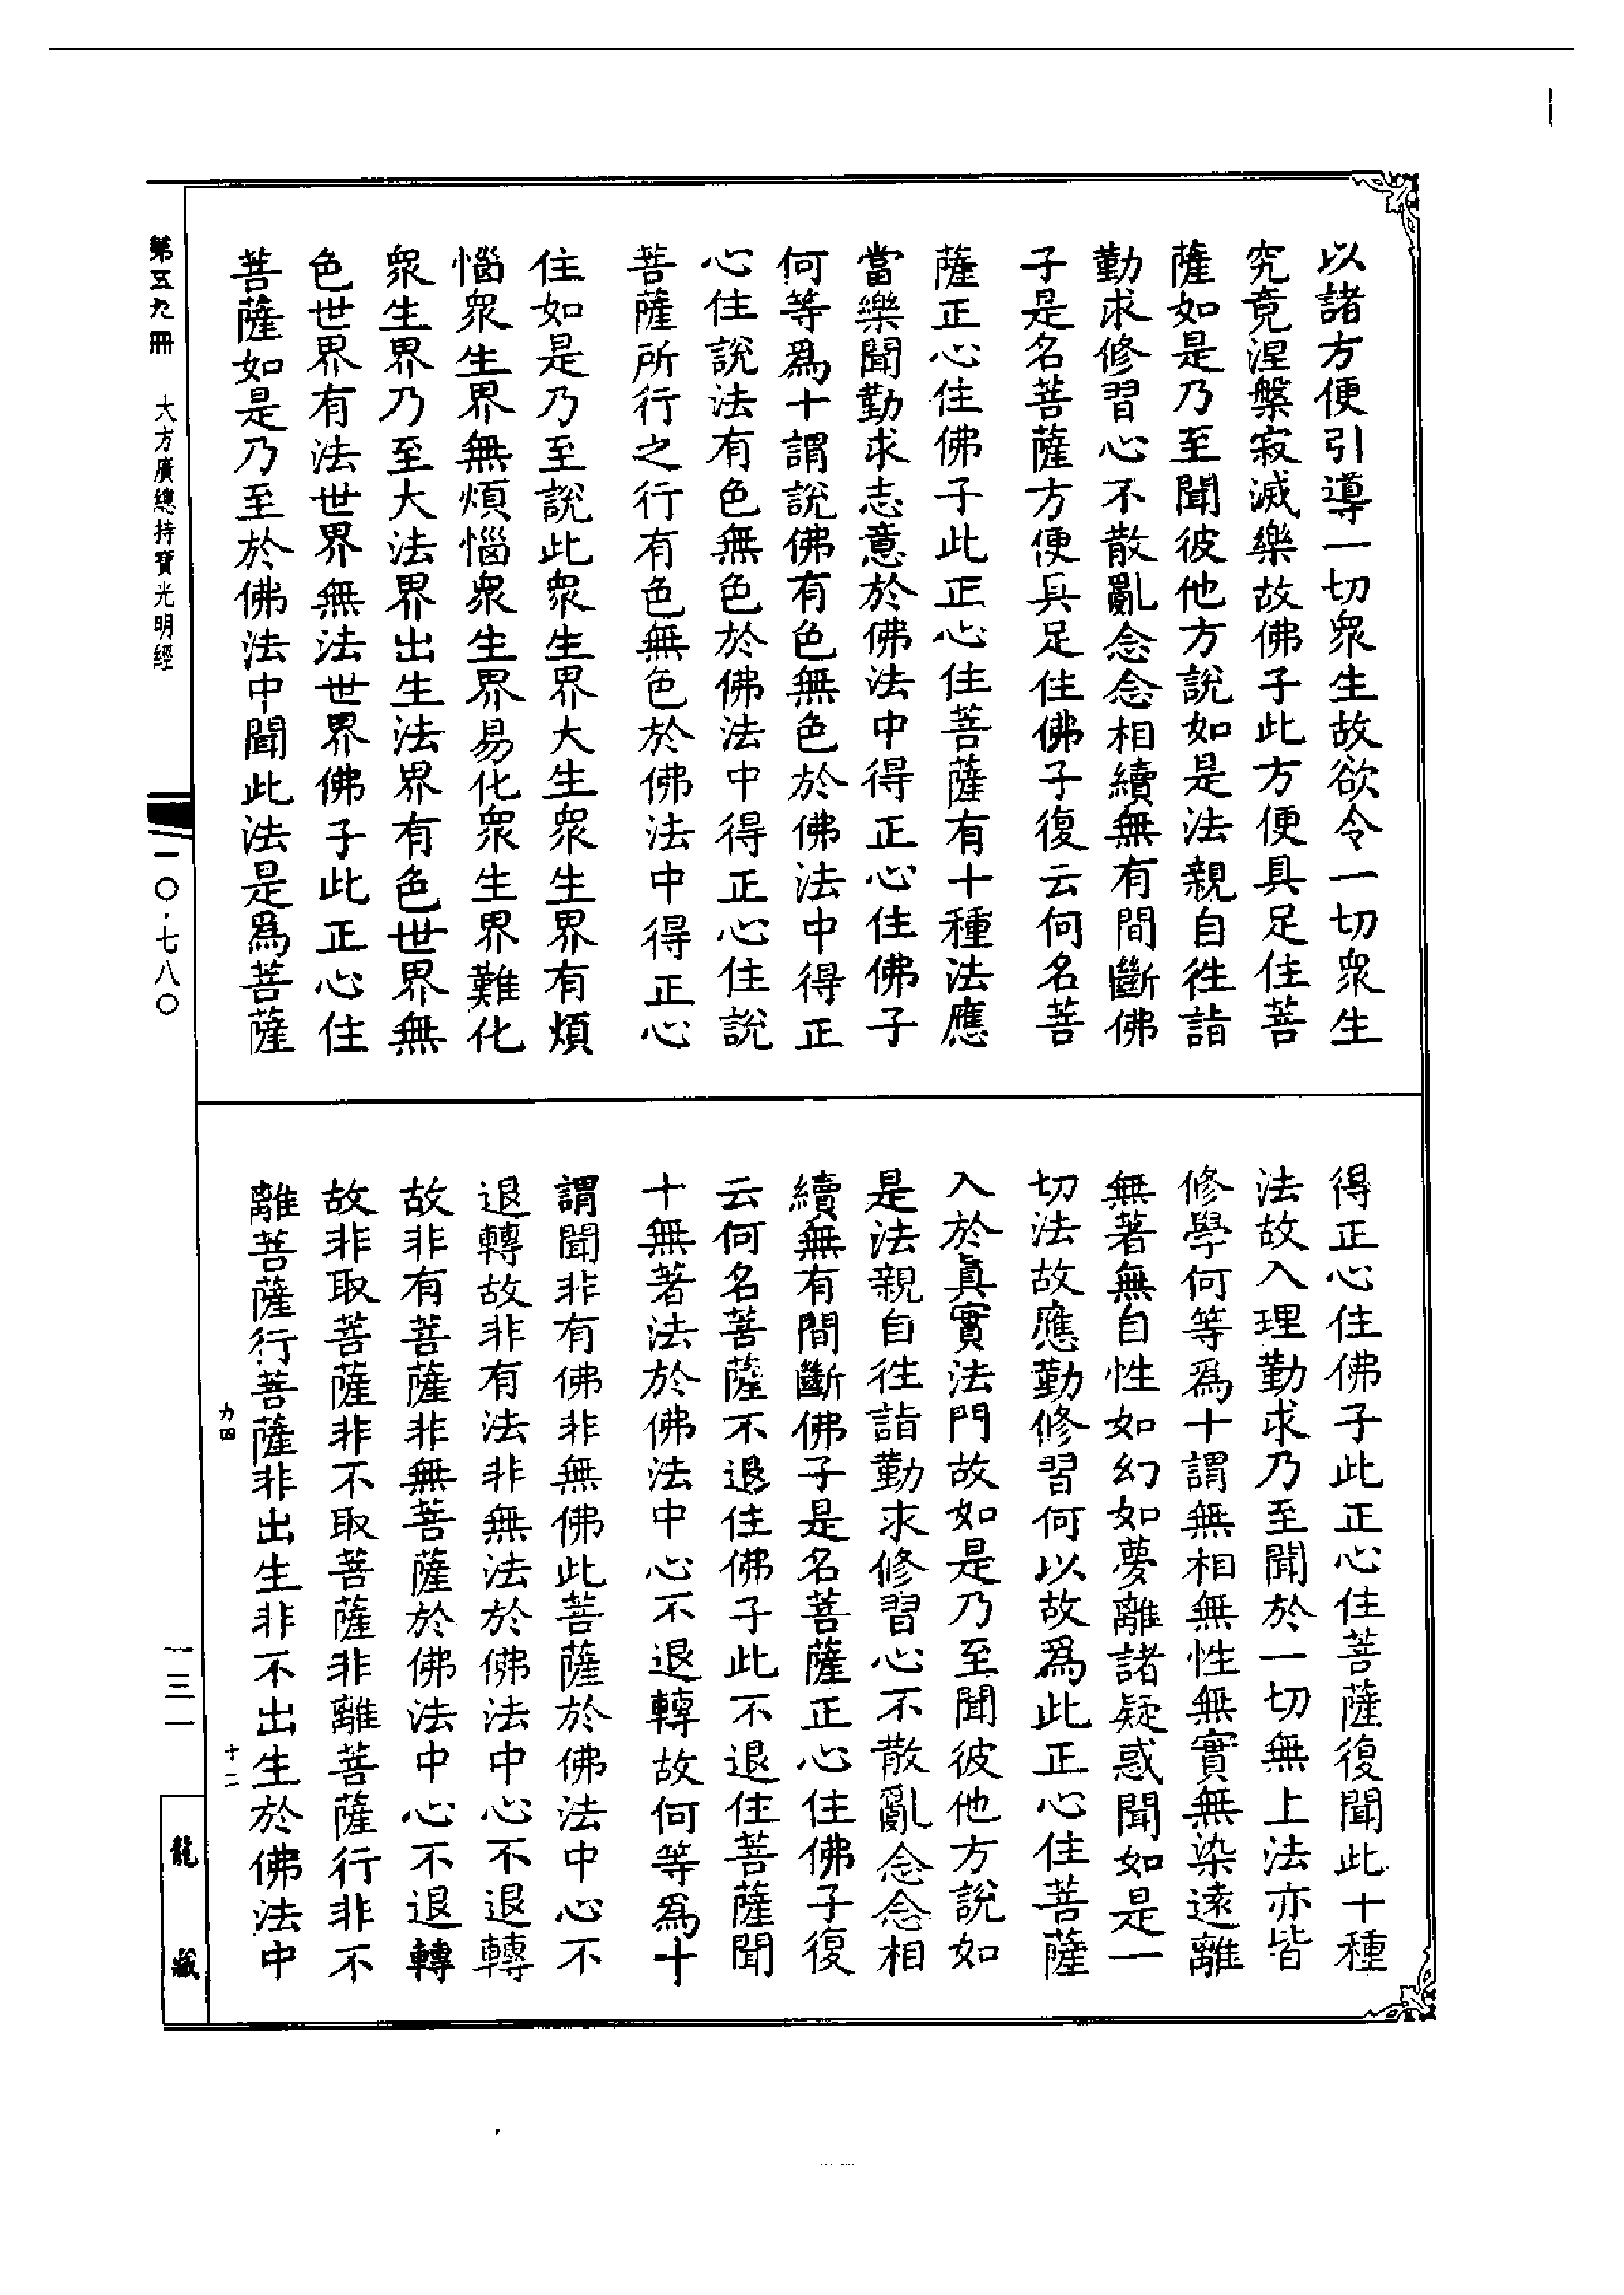 以諸方便引導一切眾生故欲令一切眾生
究竟涅槃寂滅樂故佛子此方便具足住菩
薩如是乃至聞彼他方說如是法親自徃詣
勤求修習心不散亂念念相續無有間斷佛
子是名菩薩方便具足住佛子復云何名菩
薩正心住佛子此正心住菩薩有十種法應
當樂聞勤求志意於佛法中得正心住佛子
何等爲十謂說佛有色無色於佛法中得正
心住說法有色無色於佛法中得正心住說
菩薩所行之行有色無色於佛法中得正心
住如是乃至說此眾生界大生眾生界有煩
惱眾生界無煩惱眾生界易化眾生界難化
眾生界乃至大法界出生法界有色世界無
色世界有法世界無法世界佛子此正心住
菩薩如是乃至於佛法中聞此法是爲菩薩
得正心住佛子此正心住菩薩復聞此十種
法故入理勤求乃至聞於一切無上法亦皆
修學何等爲十謂無相無性無實無染遠離
無著無自性如幻如夢離諸疑惑聞如是一
切法故應勤修習何以故爲此正心住菩薩
入於真實法門故如是乃至聞彼他方說如
是法親自徃詣勤求修習心不散亂念念相
續無有間斷佛子是名菩薩正心住佛子復
云何名菩薩不退住佛子此不退住菩薩聞
十無著法於佛法中心不退轉故何等爲十
謂聞非有佛非無佛此菩薩於佛法中心不
退轉故非有法非無法於佛法中心不退轉
故非有菩薩非無菩薩於佛法中心不退轉
故非取菩薩非不取菩薩非離菩薩行非不
離菩薩行菩薩非出生非不出生於佛法中
力四
十二
第五九冊 大方廣總持寶光明經
一〇·七八〇
一三一
龍藏